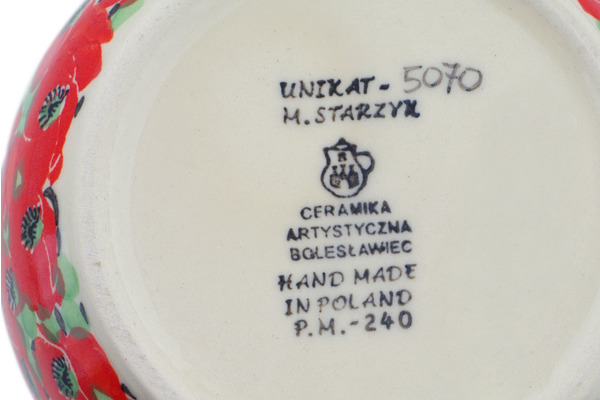 UNIKAT - 5070
M. STARZYK
CERAMIKA
ARTYSTYCZNA
BOLESŁAWIEC
HAND MADE
IN POLAND
P.M.-240